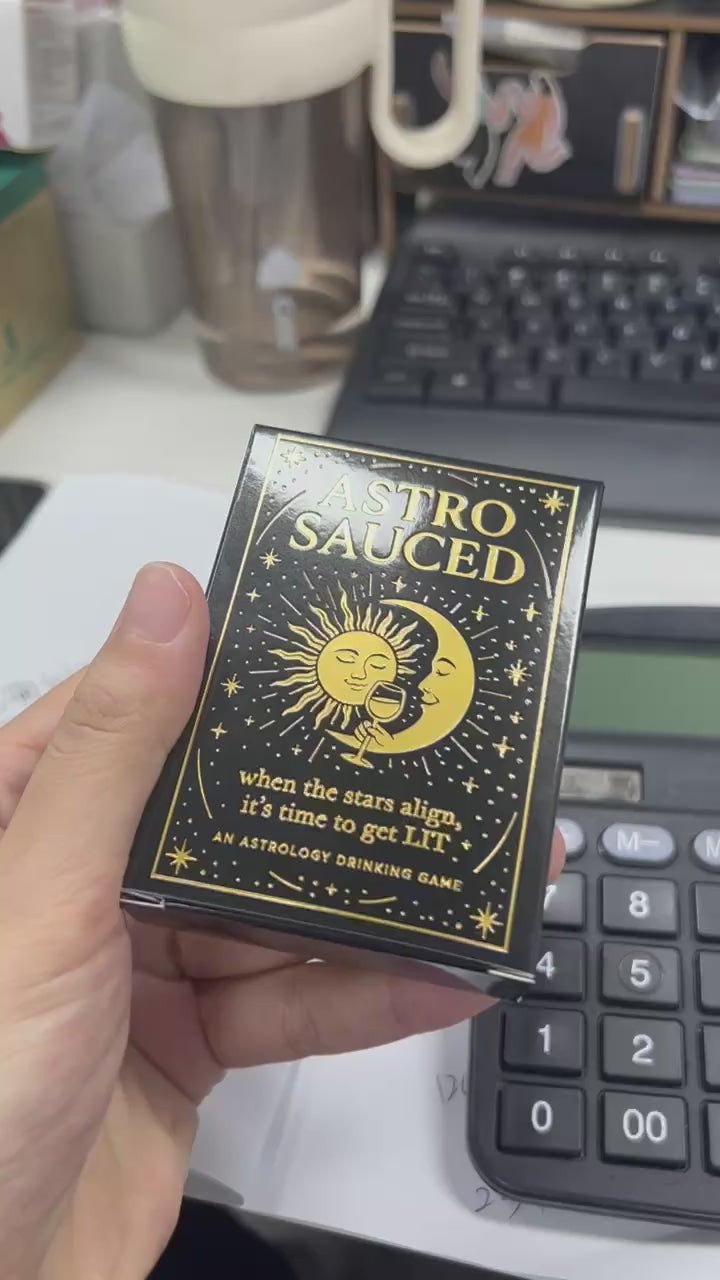 ASTRO
SAUCED
when the stars align,
it's time to get LIT
AN ASTROLOGY DRINKING GAME
M−
7
8
4
5
1
2
0
00